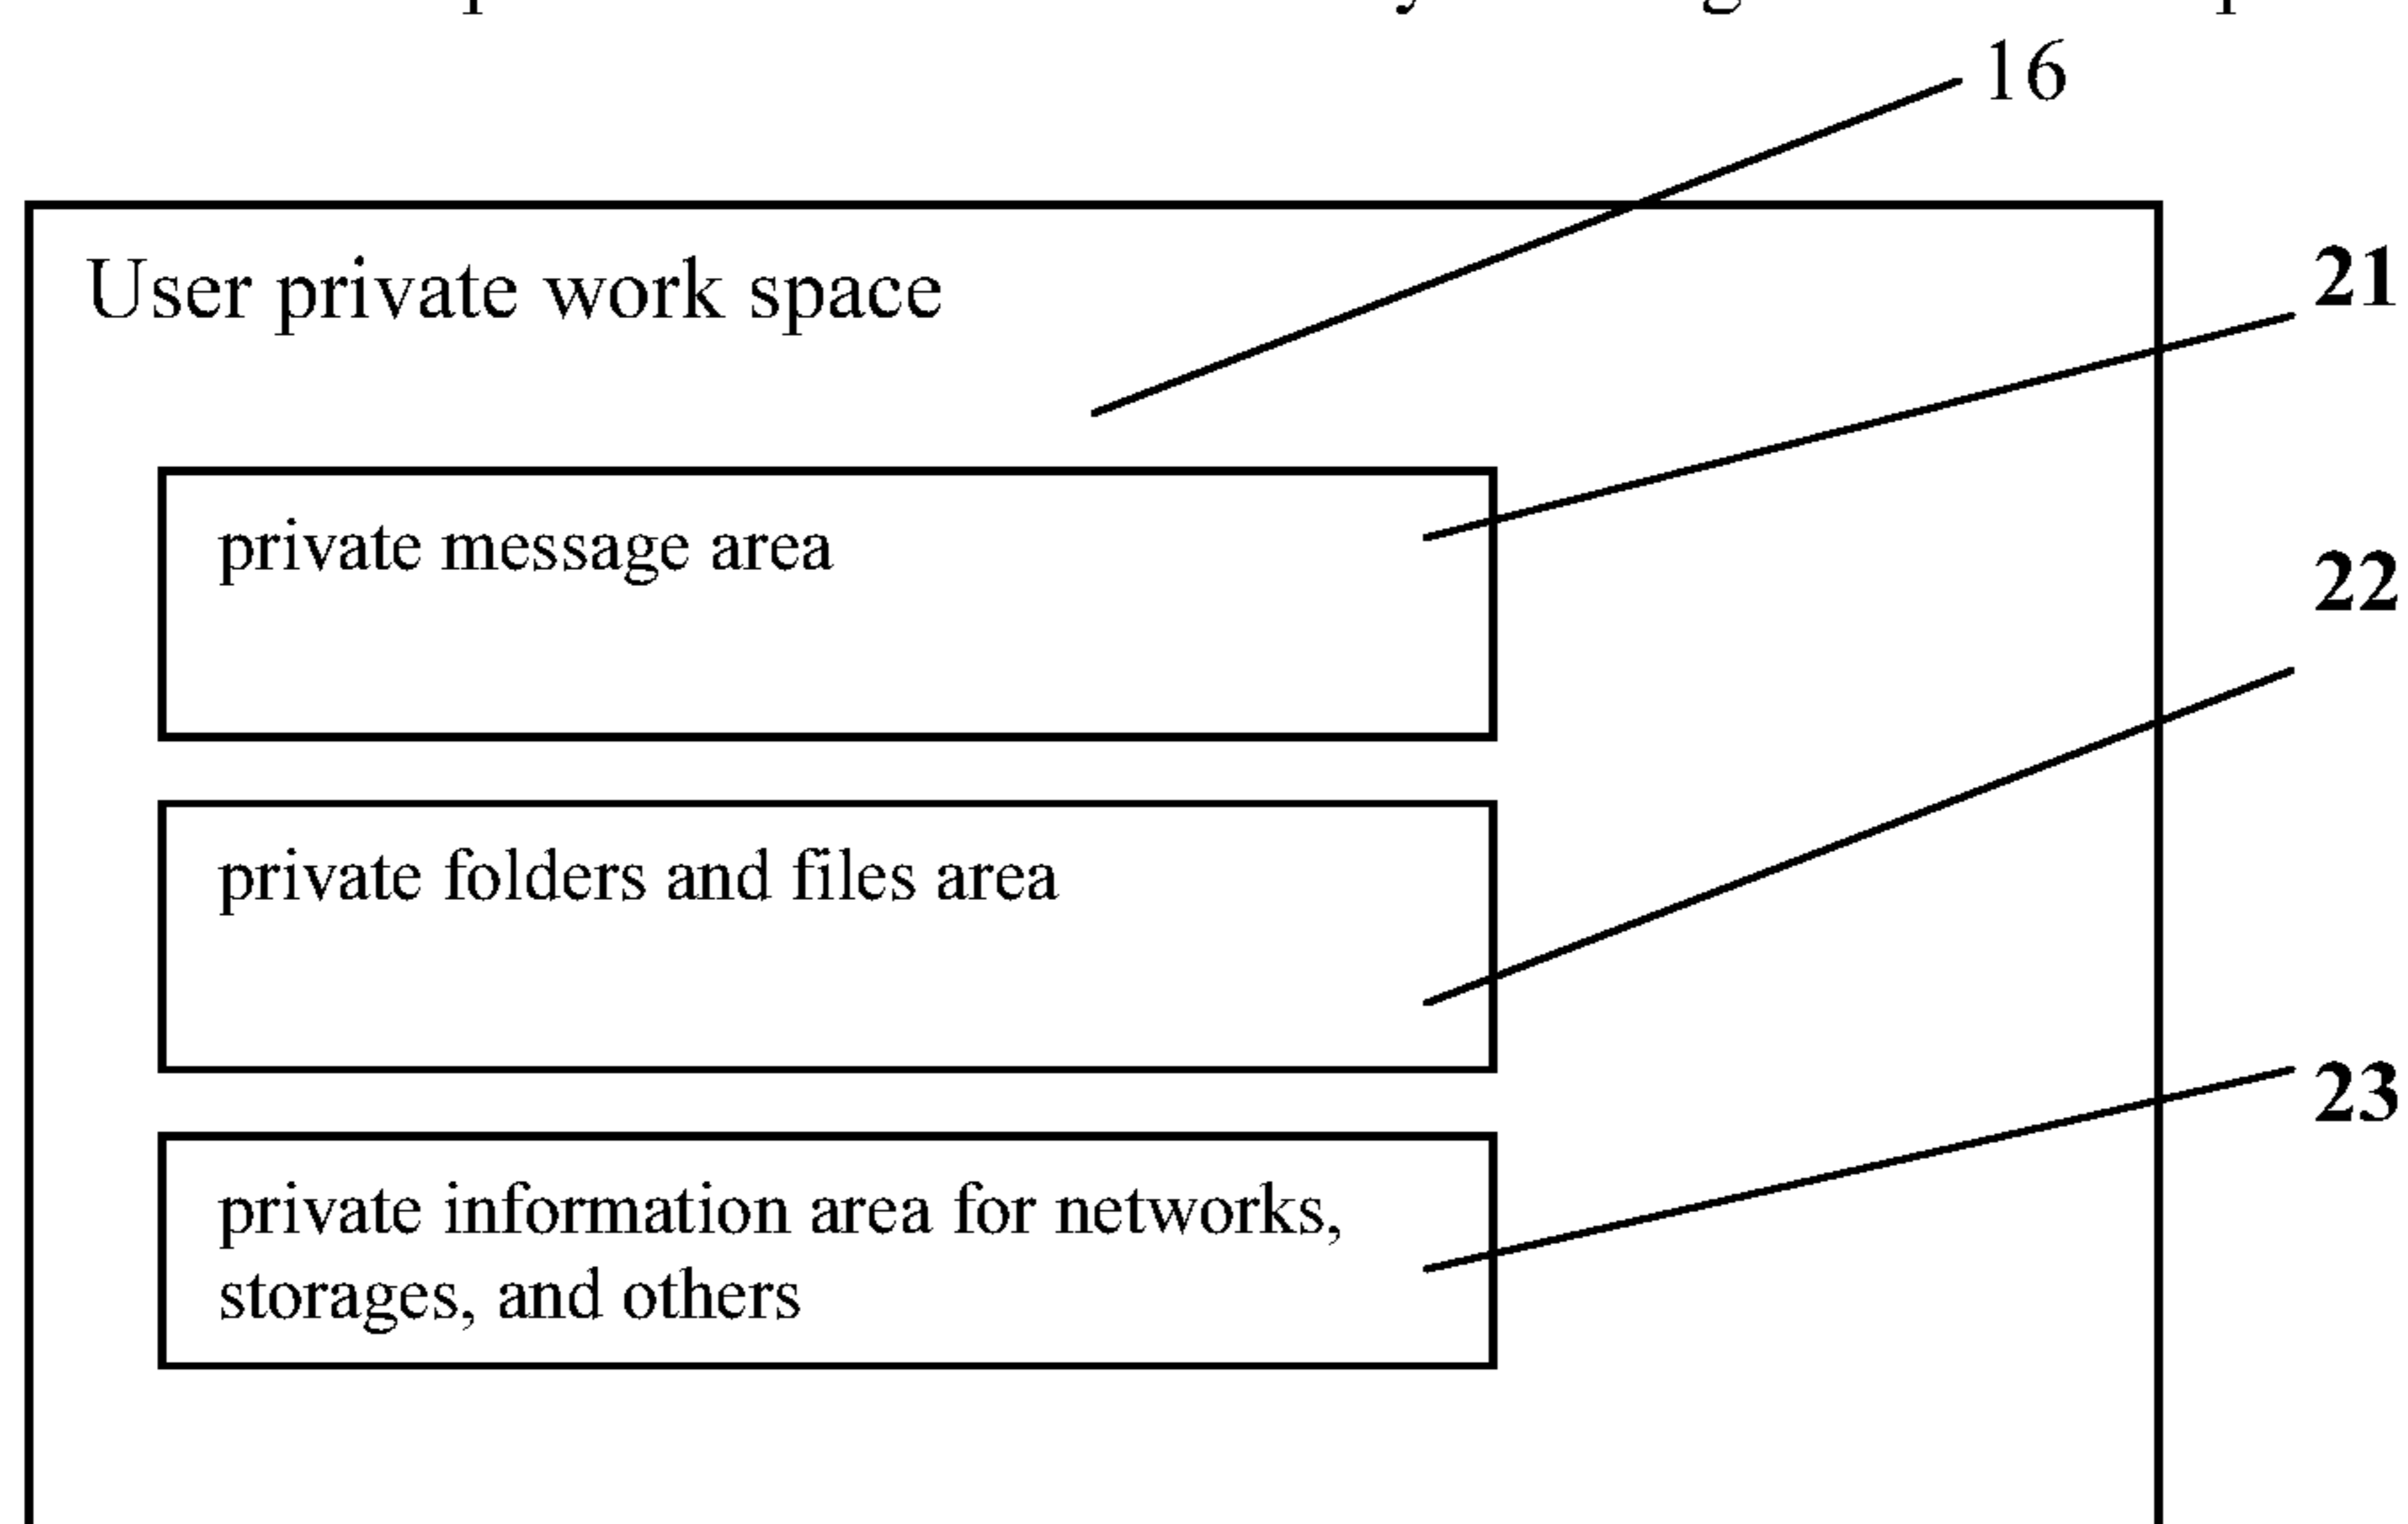 16
User private work space
21
private message area
22
private folders and files area
23
private information area for networks,
storages, and others